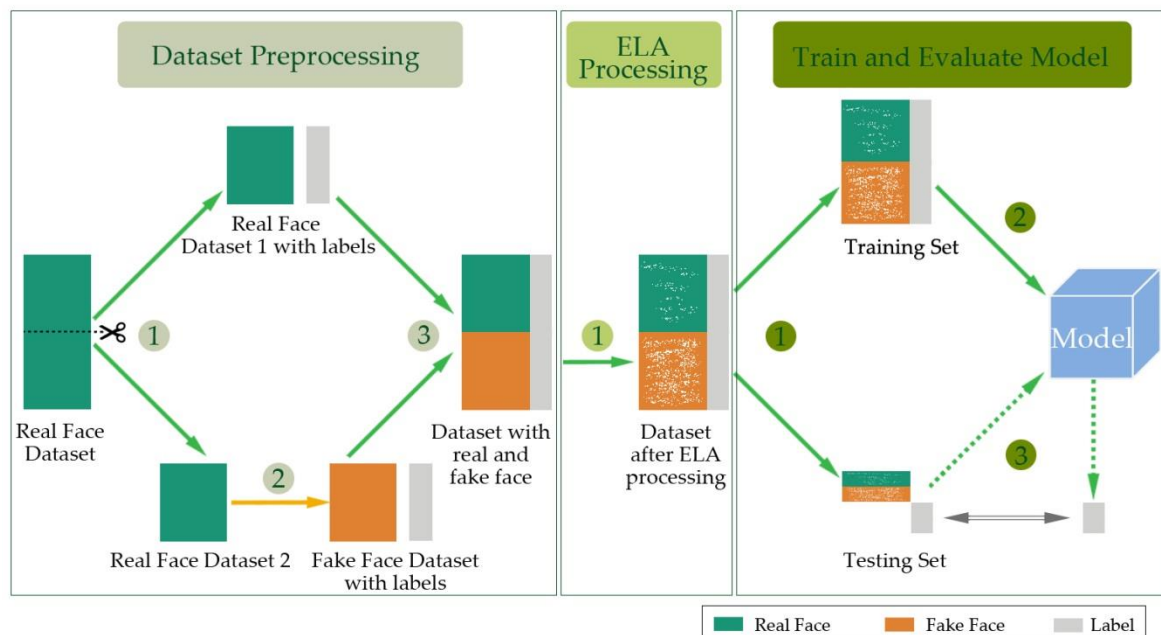 Dataset Preprocessing
Real Face
Dataset 1 with labels
1
3
Real Face
Dataset
2
Real Face Dataset 2
Fake Face Dataset
with labels
Dataset with
real and
fake face
ELA
Processing
1
Dataset
after ELA
processing
Train and Evaluate Model
Training Set
2
1
Model
3
Testing Set
Real Face
Fake Face
Label